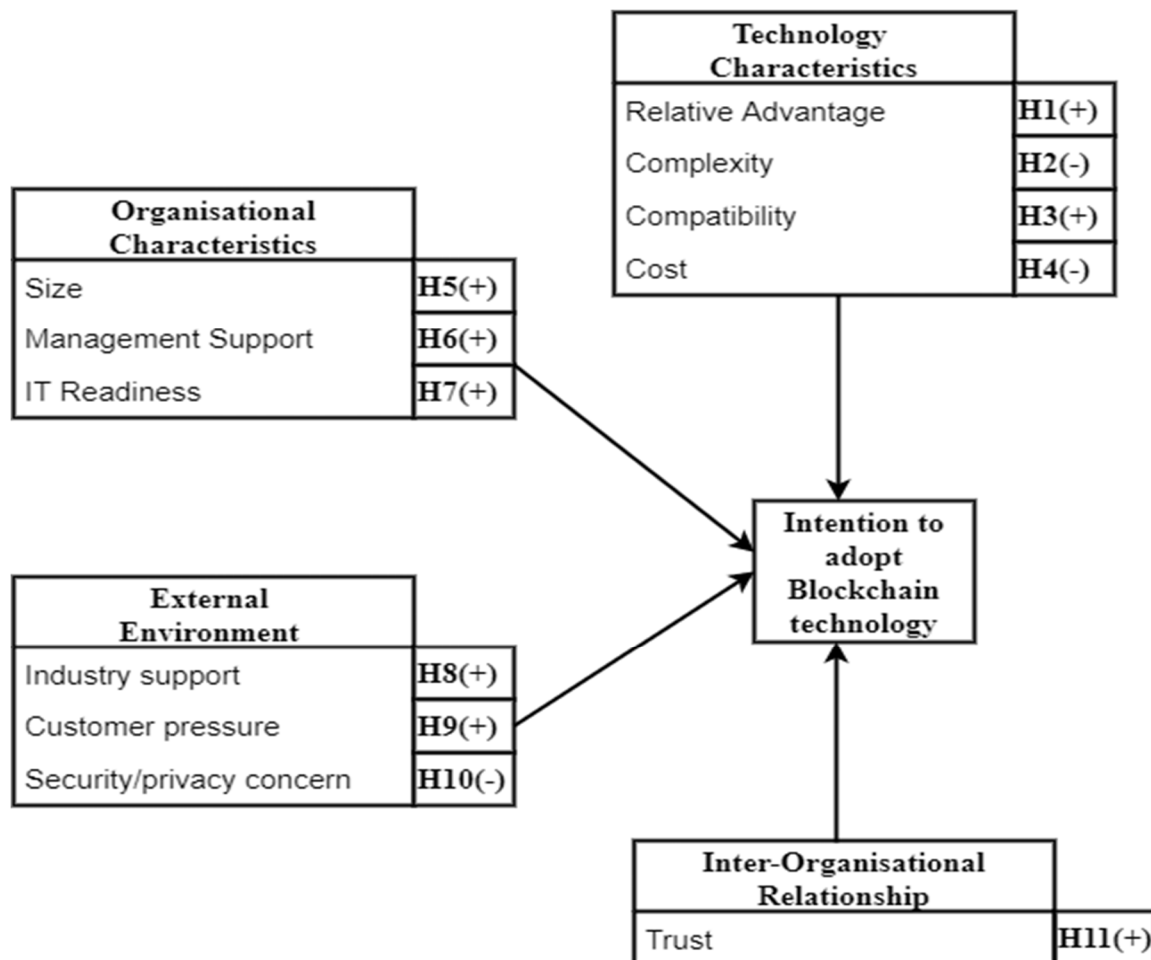 Technology
Characteristics
Relative Advantage H1(+)
Complexity H2(-)
Compatibility H3(+)
Cost H4(-)
Organisational
Characteristics
Size H5(+)
Management Support H6(+)
IT Readiness H7(+)
Intention to
adopt
Blockchain
technology
External
Environment
Industry support H8(+)
Customer pressure H9(+)
Security/privacy concern H10(-)
Inter-Organisational
Relationship
Trust H11(+)